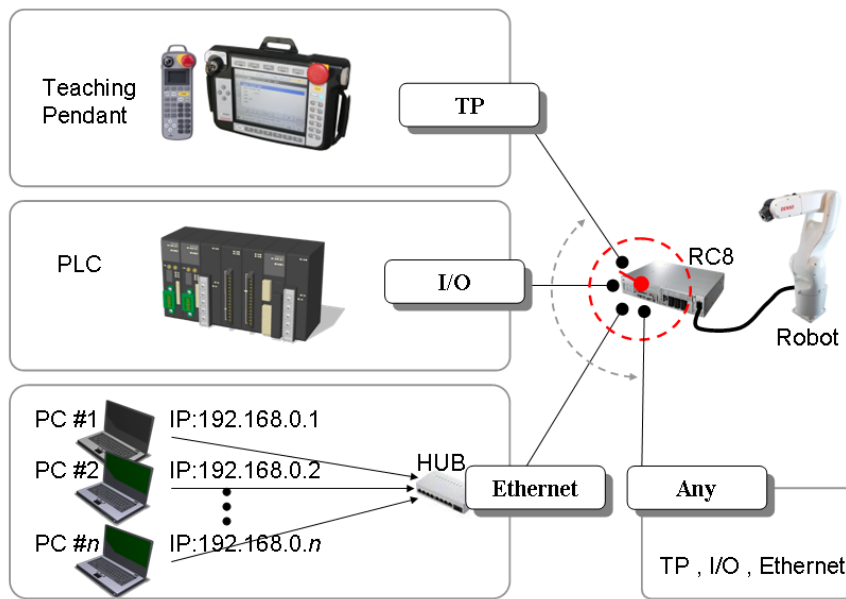 Teaching
Pendant
TP
PLC
I/O
RC8
DENSO
Robot
PC #1 IP:192.168.0.1
PC #2 IP:192.168.0.2
PC #n IP:192.168.0.n
HUB
Ethernet
Any
TP , I/O , Ethernet